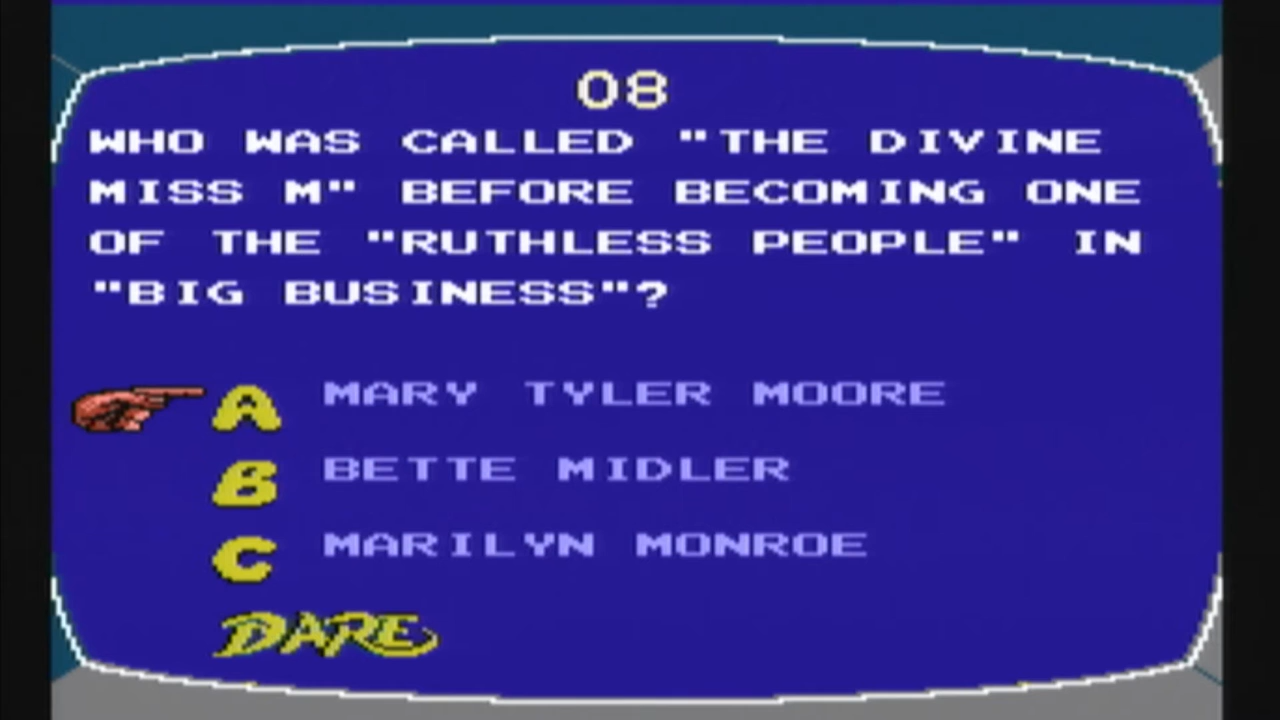 08
WHO WAS CALLED "THE DIVINE
MISS M" BEFORE BECOMING ONE
OF THE "RUTHLESS PEOPLE" IN
"BIG BUSINESS"?
A MARY TYLER MOORE
B BETTE MIDLER
C MARILYN MONROE
DARE